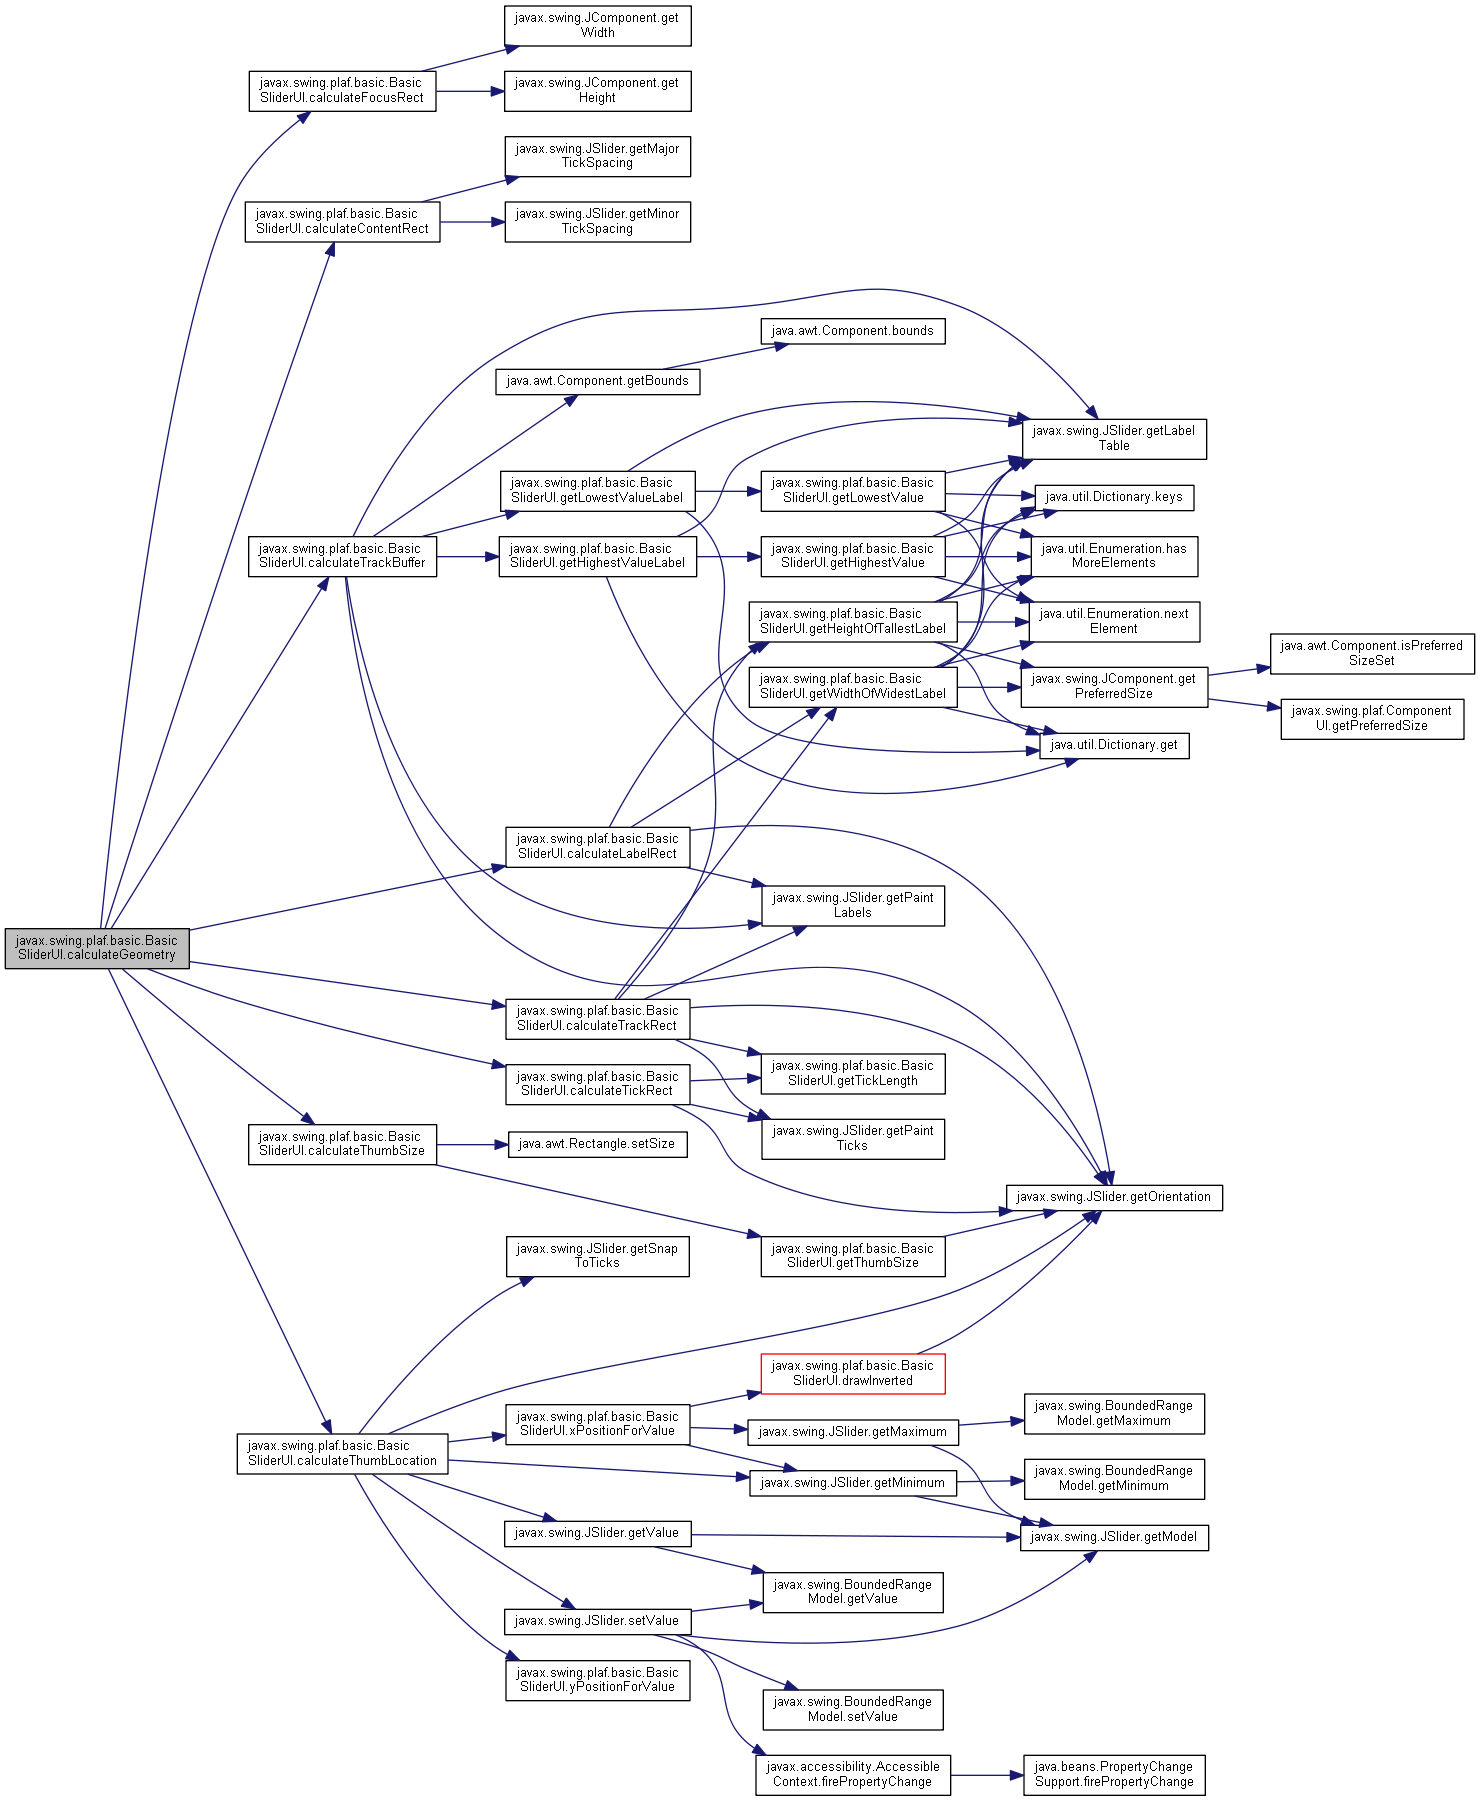 javax.swing.JComponent.get
Width
javax.swing.plaf.basic.Basic
SliderUI.calculateFocusRect
javax.swing.JComponent.get
Height
javax.swing.JSlider.getMajor
TickSpacing
javax.swing.plaf.basic.Basic
SliderUI.calculateContentRect
javax.swing.JSlider.getMinor
TickSpacing
java.awt.Component.bounds
java.awt.Component.getBounds
javax.swing.JSlider.getLabel
Table
javax.swing.plaf.basic.Basic
SliderUI.getLowestValueLabel
javax.swing.plaf.basic.Basic
SliderUI.getLowestValue
java.util.Dictionary.keys
javax.swing.plaf.basic.Basic
SliderUI.calculateTrackBuffer
javax.swing.plaf.basic.Basic
SliderUI.getHighestValueLabel
javax.swing.plaf.basic.Basic
SliderUI.getHighestValue
java.util.Enumeration.has
MoreElements
javax.swing.plaf.basic.Basic
SliderUI.getHeightOfTallestLabel
java.util.Enumeration.next
Element
java.awt.Component.isPreferred
SizeSet
javax.swing.plaf.basic.Basic
SliderUI.getWidthOfWidestLabel
javax.swing.JComponent.get
PreferredSize
javax.swing.plaf.Component
UI.getPreferredSize
java.util.Dictionary.get
javax.swing.plaf.basic.Basic
SliderUI.calculateLabelRect
javax.swing.JSlider.getPaint
Labels
javax.swing.plaf.basic.Basic
SliderUI.calculateGeometry
javax.swing.plaf.basic.Basic
SliderUI.calculateTrackRect
javax.swing.plaf.basic.Basic
SliderUI.getTickLength
javax.swing.plaf.basic.Basic
SliderUI.calculateTickRect
javax.swing.JSlider.getPaint
Ticks
javax.swing.plaf.basic.Basic
SliderUI.calculateThumbSize
java.awt.Rectangle.setSize
javax.swing.JSlider.getOrientation
javax.swing.JSlider.getSnap
ToTicks
javax.swing.plaf.basic.Basic
SliderUI.getThumbSize
javax.swing.plaf.basic.Basic
SliderUI.drawInverted
javax.swing.plaf.basic.Basic
SliderUI.xPositionForValue
javax.swing.JSlider.getMaximum
javax.swing.BoundedRange
Model.getMaximum
javax.swing.plaf.basic.Basic
SliderUI.calculateThumbLocation
javax.swing.JSlider.getMinimum
javax.swing.BoundedRange
Model.getMinimum
javax.swing.JSlider.getValue
javax.swing.JSlider.getModel
javax.swing.BoundedRange
Model.getValue
javax.swing.JSlider.setValue
javax.swing.plaf.basic.Basic
SliderUI.yPositionForValue
javax.swing.BoundedRange
Model.setValue
javax.accessibility.Accessible
Context.firePropertyChange
java.beans.PropertyChange
Support.firePropertyChange